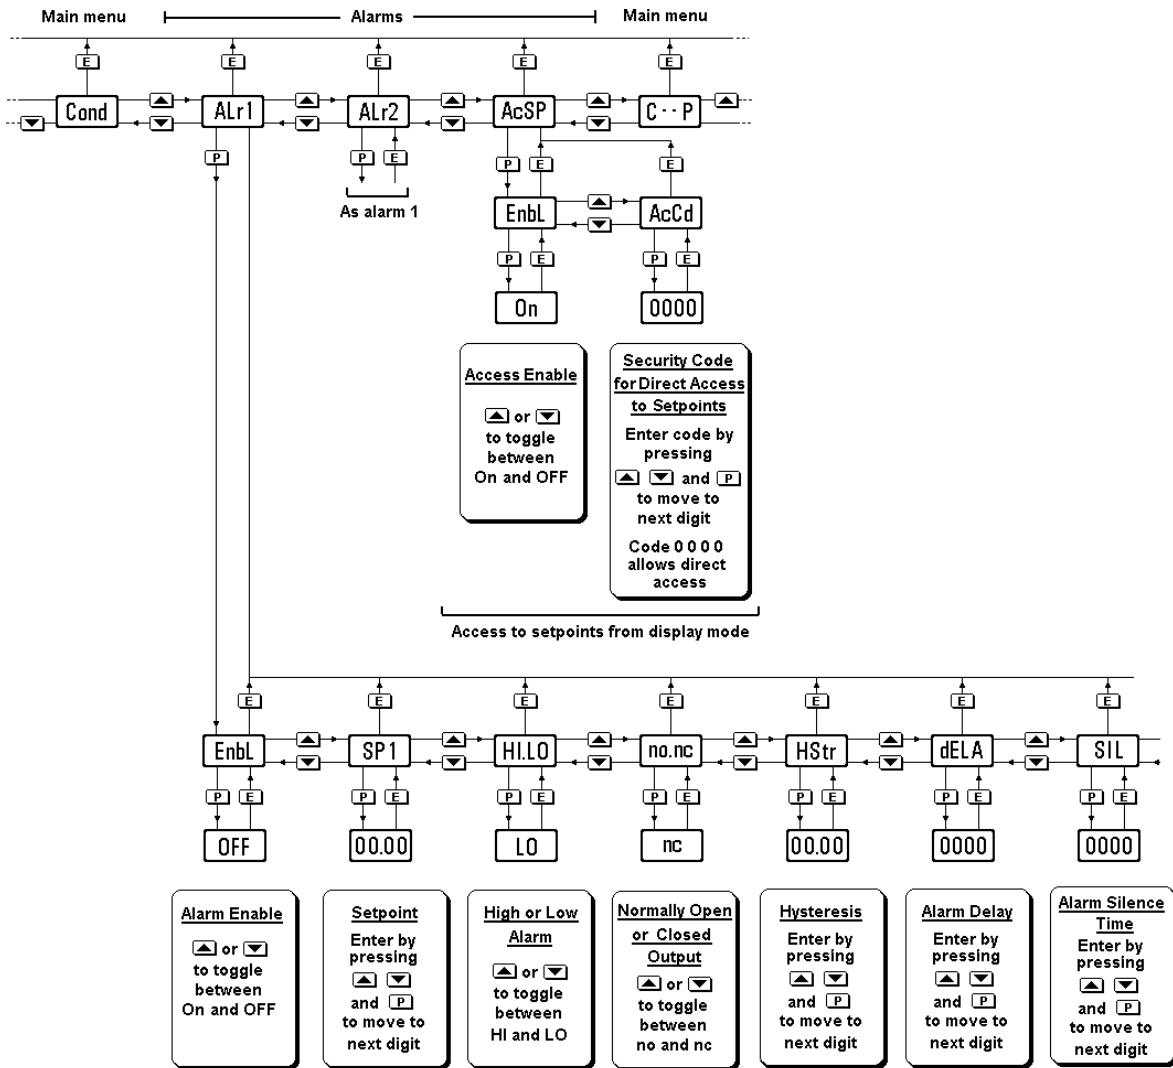 Main menu
Alarms
Main menu
E E E E E
Cond ▲ ALr1 ▲ ALr2 ▲ AcSP ▲ C--P ▲
▼ ▼ ▼ ▼ ▼
P P E P E E
As alarm 1
EnbL ▲ AcCd
▼
P E P E
On 0000
Access Enable
▲ or ▼
to toggle
between
On and OFF
Security Code
for Direct Access
to Setpoints
Enter code by
pressing
▲ ▼ and P
to move to
next digit
Code 0 0 0 0
allows direct
access
Access to setpoints from display mode
E E E E E E E
EnbL ▲ SP1 ▲ HI.LO ▲ no.nc ▲ HStr ▲ dELA ▲ SIL
▼ ▼ ▼ ▼ ▼ ▼
P E P E P E P E P E P E P E
OFF 00.00 LO nc 00.00 0000 0000
Alarm Enable
▲ or ▼
to toggle
between
On and OFF
Setpoint
Enter by
pressing
▲ ▼
and P
to move to
next digit
High or Low
Alarm
▲ or ▼
to toggle
between
HI and LO
Normally Open
or Closed
Output
▲ or ▼
to toggle
between
no and nc
Hysteresis
Enter by
pressing
▲ ▼
and P
to move to
next digit
Alarm Delay
Enter by
pressing
▲ ▼
and P
to move to
next digit
Alarm Silence
Time
Enter by
pressing
▲ ▼
and P
to move to
next digit